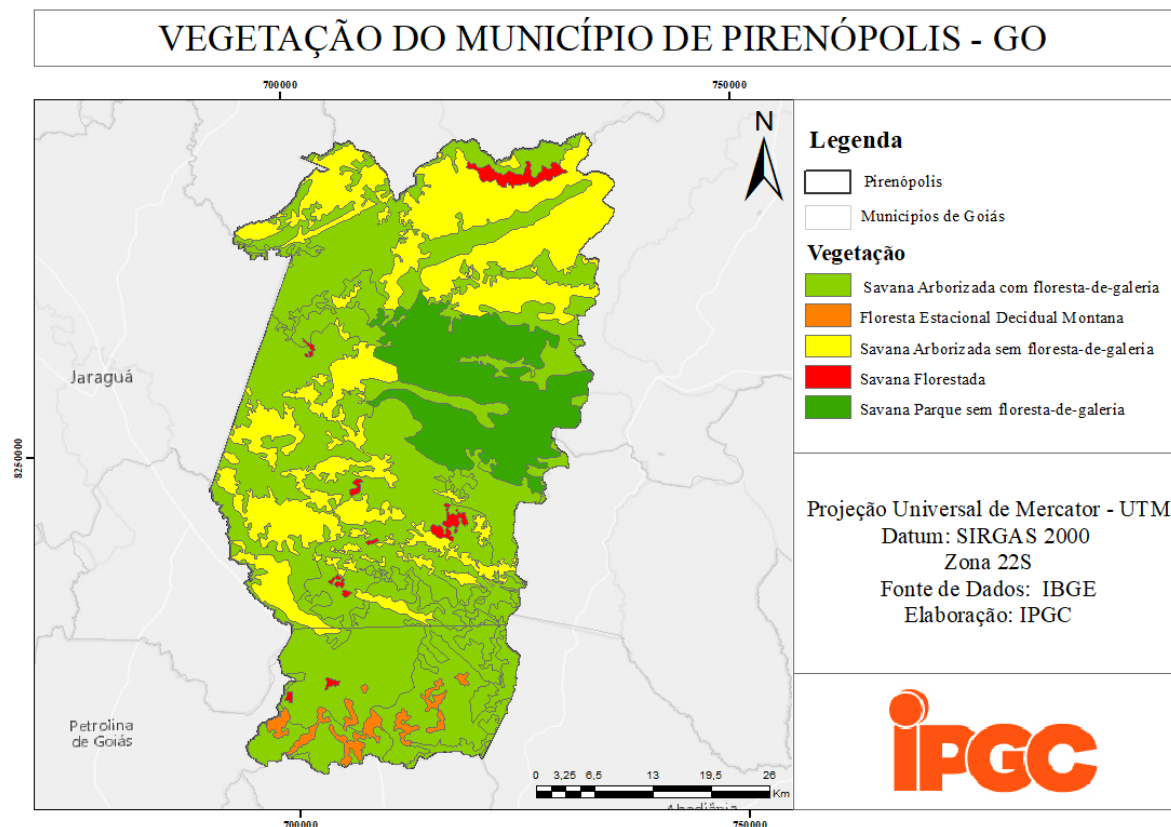 VEGETAÇÃO DO MUNICÍPIO DE PIRENÓPOLIS - GO
700000
750000
N
Legenda
Pirenópolis
Municípios de Goiás
Vegetação
Savana Arborizada com floresta-de-galeria
Floresta Estacional Decidual Montana
Savana Arborizada sem floresta-de-galeria
Savana Florestada
Savana Parque sem floresta-de-galeria
Jaraguá
8250000
Projeção Universal de Mercator - UTM
Datum: SIRGAS 2000
Zona 22S
Fonte de Dados: IBGE
Elaboração: IPGC
Petrolina
de Goiás
0 3,25 6,5 13 19,5 26
Km
iPGC
700000
750000